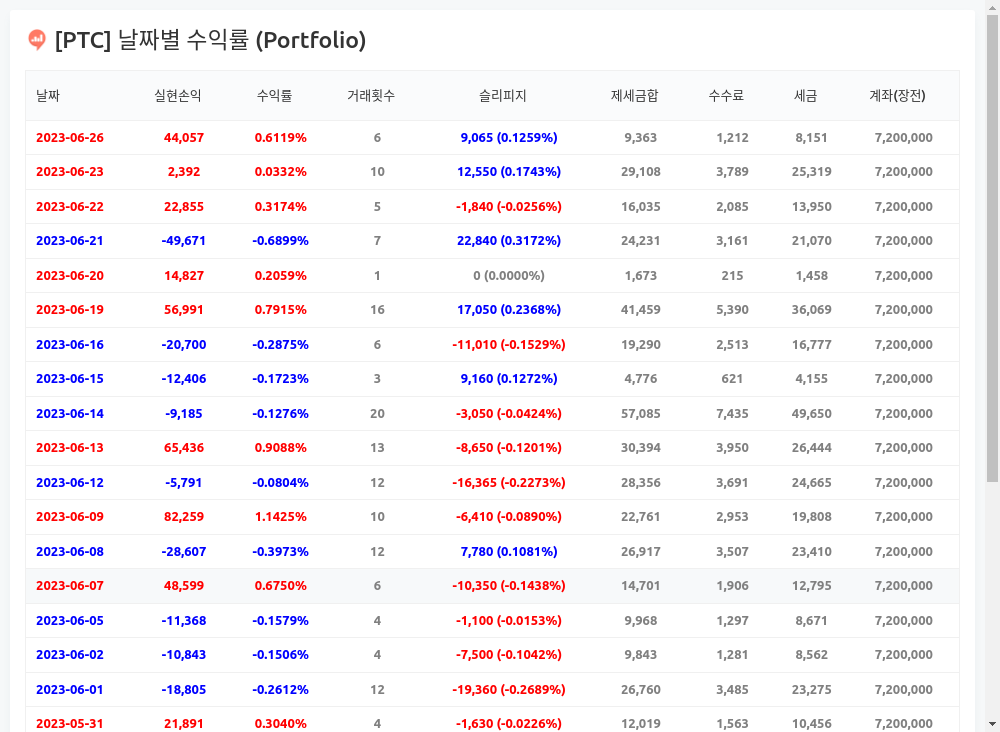 [PTC] 날짜별 수익률 (Portfolio)
날짜 실현손익 수익률 거래횟수 슬리피지 제세금합 수수료 세금 계좌(장전)
2023-06-26 44,057 0.6119% 6 9,065 (0.1259%) 9,363 1,212 8,151 7,200,000
2023-06-23 2,392 0.0332% 10 12,550 (0.1743%) 29,108 3,789 25,319 7,200,000
2023-06-22 22,855 0.3174% 5 -1,840 (-0.0256%) 16,035 2,085 13,950 7,200,000
2023-06-21 -49,671 -0.6899% 7 22,840 (0.3172%) 24,231 3,161 21,070 7,200,000
2023-06-20 14,827 0.2059% 1 0 (0.0000%) 1,673 215 1,458 7,200,000
2023-06-19 56,991 0.7915% 16 17,050 (0.2368%) 41,459 5,390 36,069 7,200,000
2023-06-16 -20,700 -0.2875% 6 -11,010 (-0.1529%) 19,290 2,513 16,777 7,200,000
2023-06-15 -12,406 -0.1723% 3 9,160 (0.1272%) 4,776 621 4,155 7,200,000
2023-06-14 -9,185 -0.1276% 20 -3,050 (-0.0424%) 57,085 7,435 49,650 7,200,000
2023-06-13 65,436 0.9088% 13 -8,650 (-0.1201%) 30,394 3,950 26,444 7,200,000
2023-06-12 -5,791 -0.0804% 12 -16,365 (-0.2273%) 28,356 3,691 24,665 7,200,000
2023-06-09 82,259 1.1425% 10 -6,410 (-0.0890%) 22,761 2,953 19,808 7,200,000
2023-06-08 -28,607 -0.3973% 12 7,780 (0.1081%) 26,917 3,507 23,410 7,200,000
2023-06-07 48,599 0.6750% 6 -10,350 (-0.1438%) 14,701 1,906 12,795 7,200,000
2023-06-05 -11,368 -0.1579% 4 -1,100 (-0.0153%) 9,968 1,297 8,671 7,200,000
2023-06-02 -10,843 -0.1506% 4 -7,500 (-0.1042%) 9,843 1,281 8,562 7,200,000
2023-06-01 -18,805 -0.2612% 12 -19,360 (-0.2689%) 26,760 3,485 23,275 7,200,000
2023-05-31 21,891 0.3040% 4 -1,630 (-0.0226%) 12,019 1,563 10,456 7,200,000